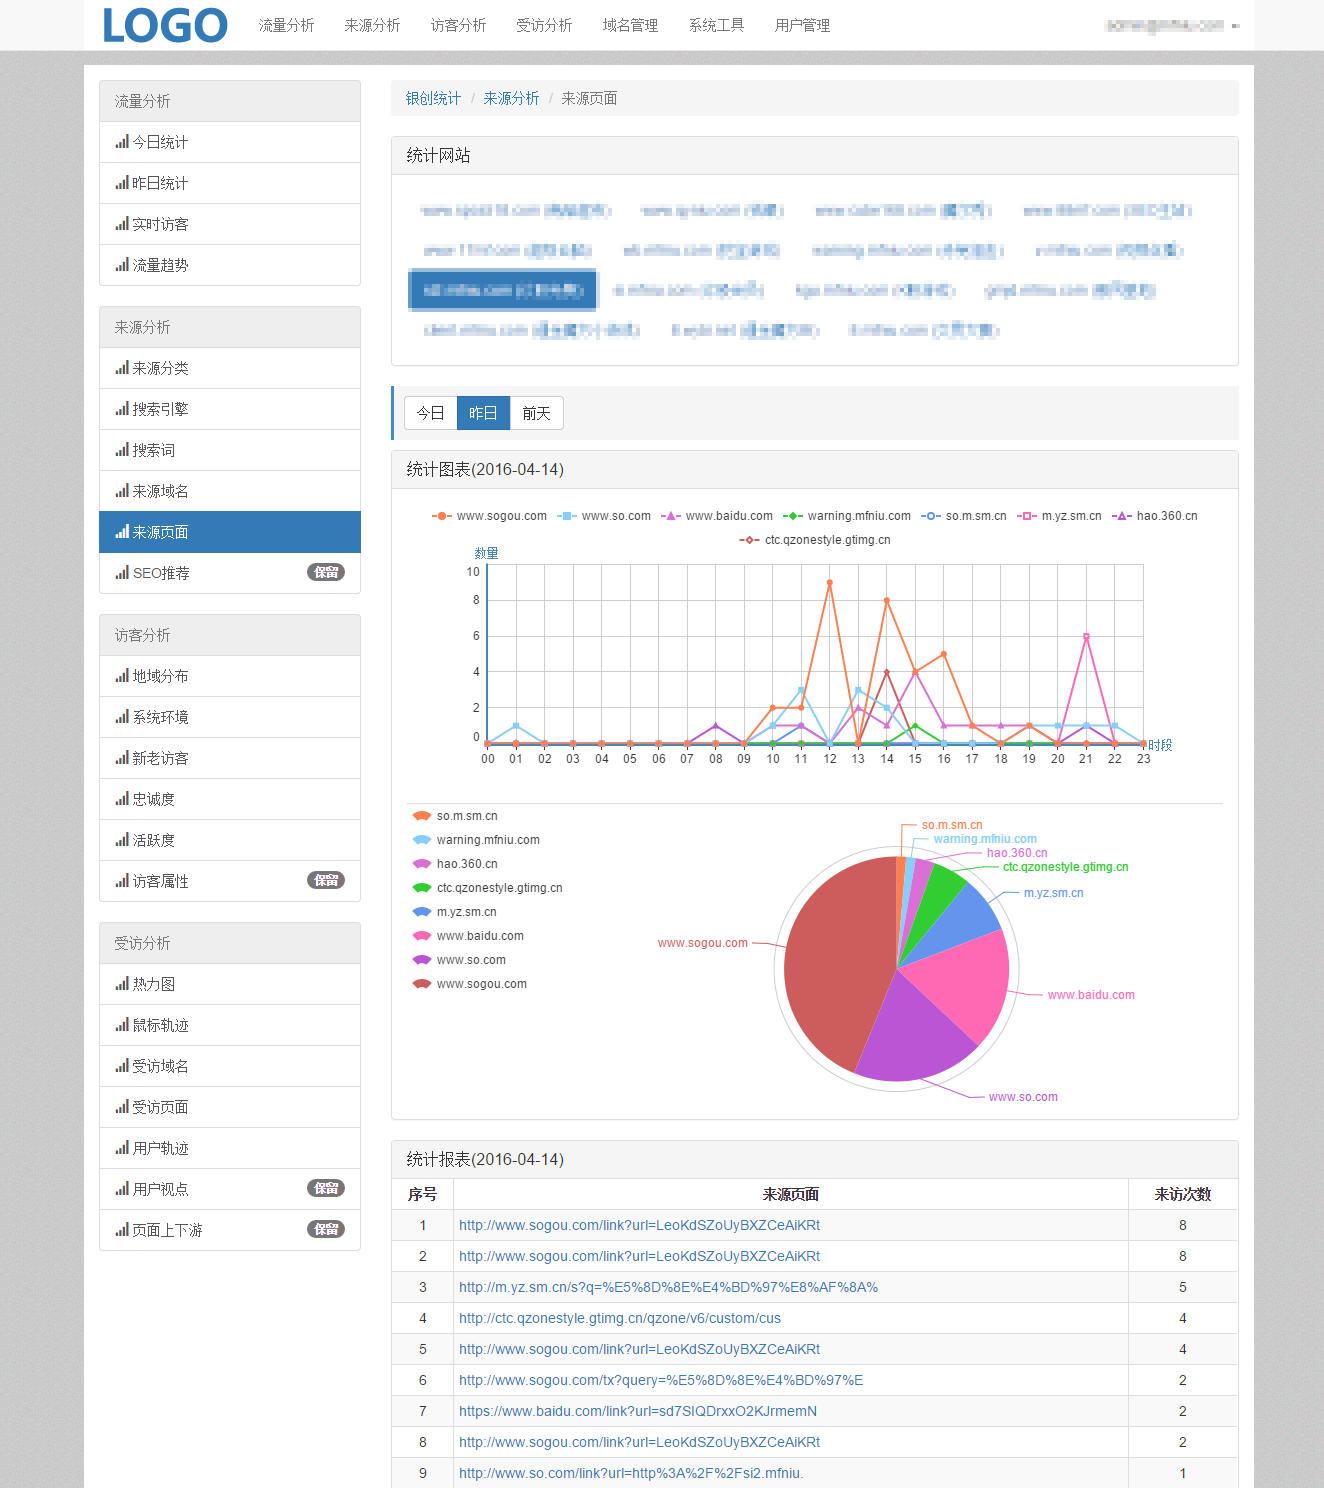 LOGO 流量分析 来源分析 访客分析 受访分析 域名管理 系统工具 用户管理
流量分析
今日统计
昨日统计
实时访客
流量趋势
来源分析
来源分类
搜索引擎
搜索词
来源域名
来源页面
SEO推荐 保留
访客分析
地域分布
系统环境
新老访客
忠诚度
活跃度
访客属性 保留
受访分析
热力图
鼠标轨迹
受访域名
受访页面
用户轨迹
用户视点 保留
页面上下游 保留
银创统计 / 来源分析 / 来源页面
统计网站
今日 昨日 前天
统计图表(2016-04-14)
www.sogou.com www.so.com www.baidu.com warning.mfniu.com so.m.sm.cn m.yz.sm.cn hao.360.cn
ctc.qzonestyle.gtimg.cn
数量
10
8
6
4
2
0
00 01 02 03 04 05 06 07 08 09 10 11 12 13 14 15 16 17 18 19 20 21 22 23
时段
so.m.sm.cn
warning.mfniu.com
hao.360.cn
ctc.qzonestyle.gtimg.cn
m.yz.sm.cn
www.baidu.com
www.so.com
www.sogou.com
so.m.sm.cn
warning.mfniu.com
hao.360.cn
ctc.qzonestyle.gtimg.cn
m.yz.sm.cn
www.sogou.com
www.baidu.com
www.so.com
统计报表(2016-04-14)
序号 来源页面 来访次数
1 http://www.sogou.com/link?url=LeoKdSZoUyBXZCeAiKRt 8
2 http://www.sogou.com/link?url=LeoKdSZoUyBXZCeAiKRt 8
3 http://m.yz.sm.cn/s?q=%E5%8D%8E%E4%BD%97%E8%AF%8A% 5
4 http://ctc.qzonestyle.gtimg.cn/qzone/v6/custom/cus 4
5 http://www.sogou.com/link?url=LeoKdSZoUyBXZCeAiKRt 4
6 http://www.sogou.com/tx?query=%E5%8D%8E%E4%BD%97%E 2
7 https://www.baidu.com/link?url=sd7SIQDrxxO2KJrmemN 2
8 http://www.sogou.com/link?url=LeoKdSZoUyBXZCeAiKRt 2
9 http://www.so.com/link?url=http%3A%2F%2Fsi2.mfniu. 1